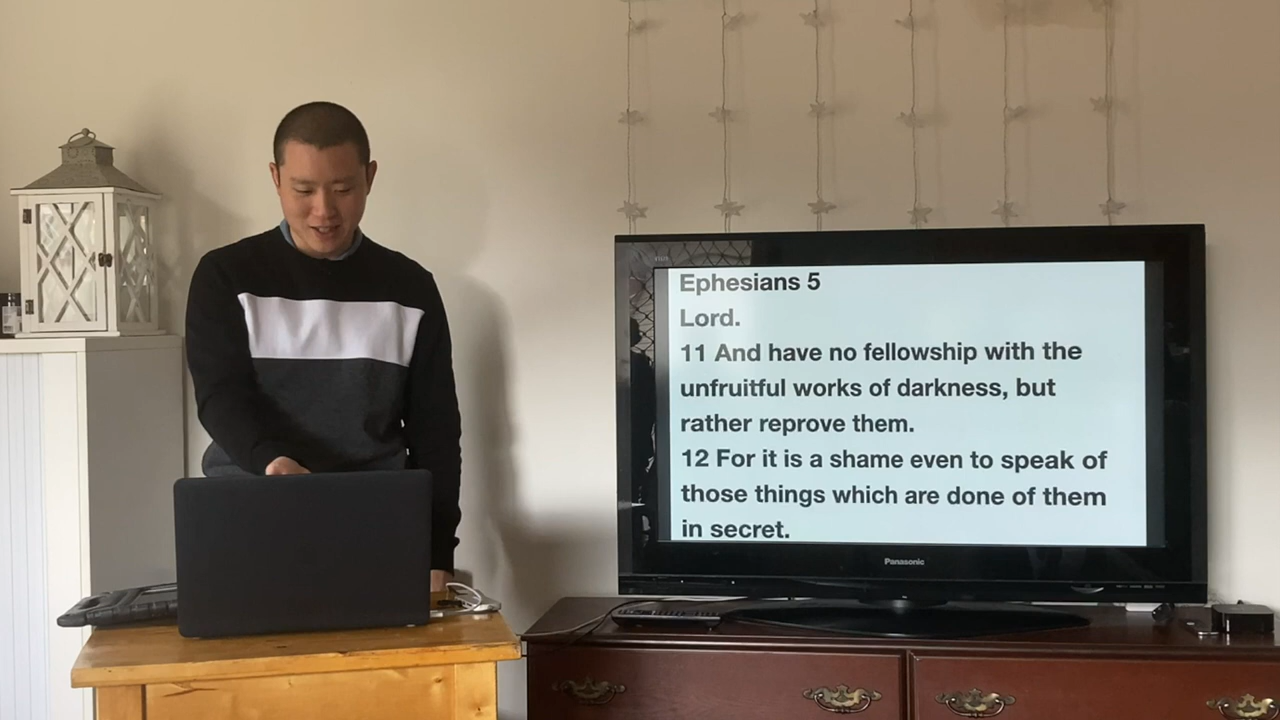 Ephesians 5
Lord.
11 And have no fellowship with the
unfruitful works of darkness, but
rather reprove them.
12 For it is a shame even to speak of
those things which are done of them
in secret.
Panasonic